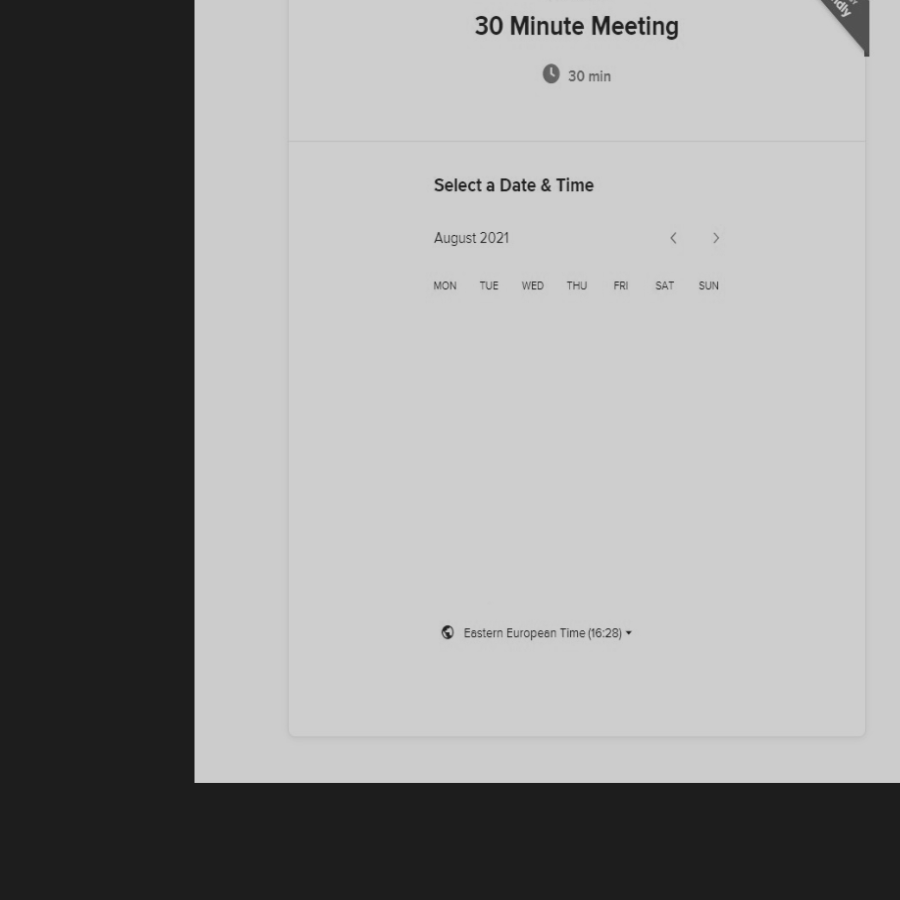 30 Minute Meeting
30 min
Select a Date & Time
August 2021
MON TUE WED THU FRI SAT SUN
Eastern European Time (16:28)